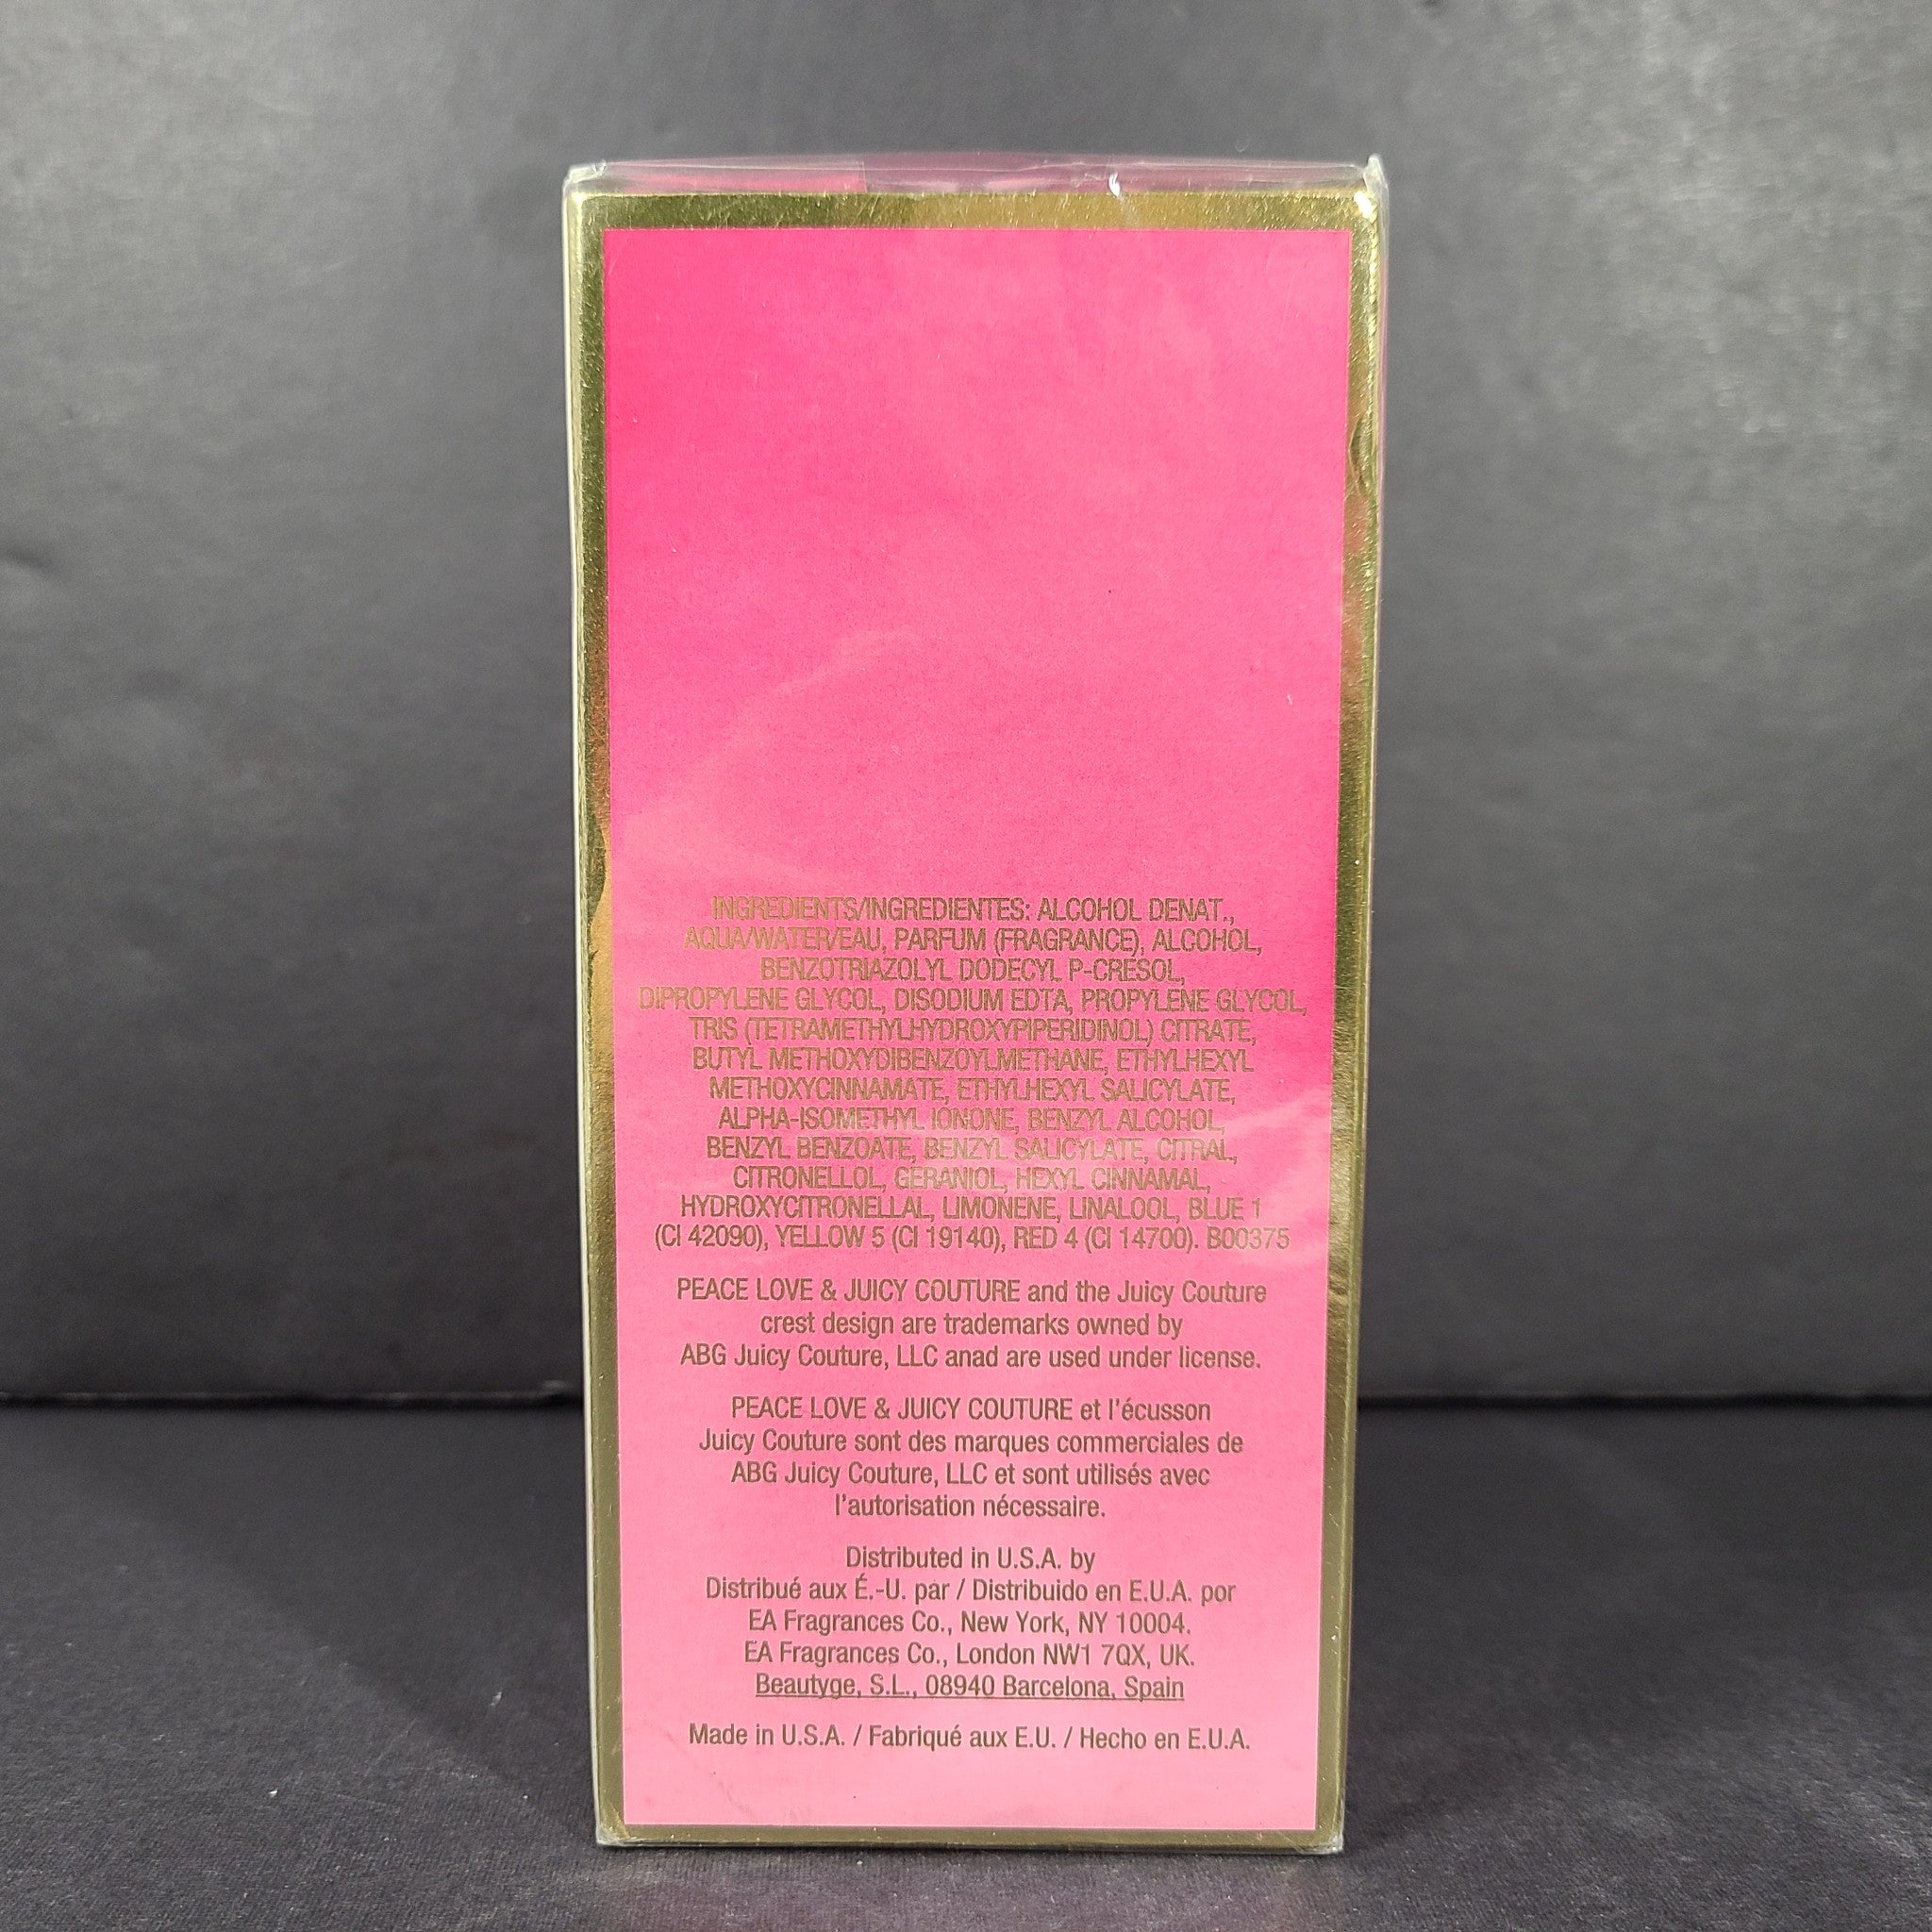 INGREDIENTS/INGREDIENTES: ALCOHOL DENAT.,
AQUA/WATER/EAU, PARFUM (FRAGRANCE), ALCOHOL,
BENZOTRIAZOLYL DODECYL P-CRESOL,
DIPROPYLENE GLYCOL, DISODIUM EDTA, PROPYLENE GLYCOL,
TRIS (TETRAMETHYLHYDROXYPIPERIDINOL) CITRATE,
BUTYL METHOXYDIBENZOYLMETHANE, ETHYLHEXYL
METHOXYCINNAMATE, ETHYLHEXYL SALICYLATE,
ALPHA-ISOMETHYL IONONE, BENZYL ALCOHOL,
BENZYL BENZOATE, BENZYL SALICYLATE, CITRAL,
CITRONELLOL, GERANIOL, HEXYL CINNAMAL,
HYDROXYCITRONELLAL, LIMONENE, LINALOOL, BLUE 1
(CI 42090), YELLOW 5 (CI 19140), RED 4 (CI 14700). B00375
PEACE LOVE & JUICY COUTURE and the Juicy Couture
crest design are trademarks owned by
ABG Juicy Couture, LLC anad are used under license.
PEACE LOVE & JUICY COUTURE et l'écusson
Juicy Couture sont des marques commerciales de
ABG Juicy Couture, LLC et sont utilisés avec
l'autorisation nécessaire.
Distributed in U.S.A. by
Distribué aux É.-U. par / Distribuido en E.U.A. por
EA Fragrances Co., New York, NY 10004.
EA Fragrances Co., London NW1 7QX, UK.
Beautyge, S.L., 08940 Barcelona, Spain
Made in U.S.A. / Fabriqué aux E.U. / Hecho en E.U.A.